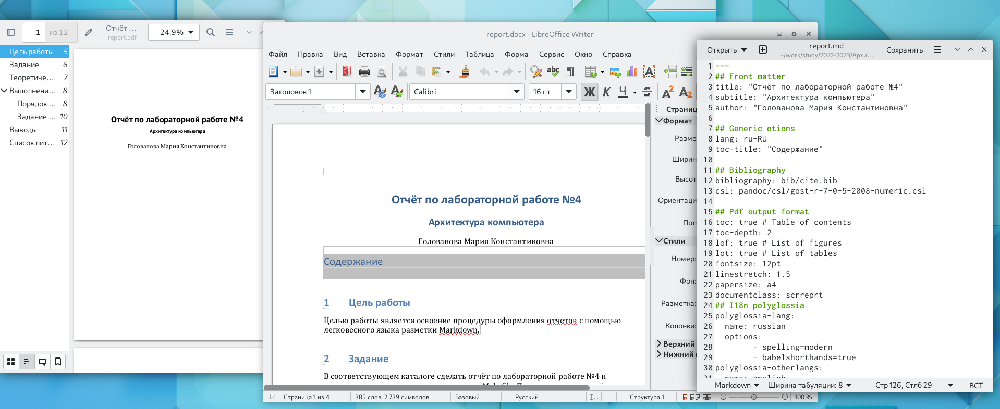 1
из 12
Отчёт ...
report.pdf
24,9%
Цель работы 5
Задание 6
Теоретиче... 7
Выполнени... 8
Порядок ... 8
Задание ... 10
Выводы 11
Список лит... 12
Отчёт по лабораторной работе №4
Архитектура компьютера
Голованова Мария Константиновна
report.docx - LibreOffice Writer
Файл Правка Вид Вставка Формат Стили Таблица Форма Сервис Окно Справка
Заголовок 1
Calibri
16 пт
Ж К Ч S A2 A2
Отчёт по лабораторной работе №4
Архитектура компьютера
Голованова Мария Константиновна
Содержание
1 Цель работы
Целью работы является освоение процедуры оформления отчетов с помощью
легковесного языка разметки Markdown.
2 Задание
В соответствующем каталоге сделать отчёт по лабораторной работе №4 и
Страниц
Формат
Разме
Ширин
Высот
Ориентаци
Пол
Стили
Номер:
Фон:
Разметка:
Колонки:
Верхний
Нижний
Страница 1 из 4
385 слов, 2 739 символов
Базовый
Русский
Структура 1
100 %
Открыть
report.md
~/work/study/2022-2023/Архи...
Сохранить
1 ---
2 ## Front matter
3 title: "Отчёт по лабораторной работе №4"
4 subtitle: "Архитектура компьютера"
5 author: "Голованова Мария Константиновна"
6
7 ## Generic otions
8 lang: ru-RU
9 toc-title: "Содержание"
10
11 ## Bibliography
12 bibliography: bib/cite.bib
13 csl: pandoc/csl/gost-r-7-0-5-2008-numeric.csl
14
15 ## Pdf output format
16 toc: true # Table of contents
17 toc-depth: 2
18 lof: true # List of figures
19 lot: true # List of tables
20 fontsize: 12pt
21 linestretch: 1.5
22 papersize: a4
23 documentclass: scrreprt
24 ## I18n polyglossia
25 polyglossia-lang:
26 name: russian
27 options:
28 - spelling=modern
29 - babelshorthands=true
30 polyglossia-otherlangs:
31 name: english
Markdown
Ширина табуляции: 8
Стр 126, Стлб 29
ВСТ